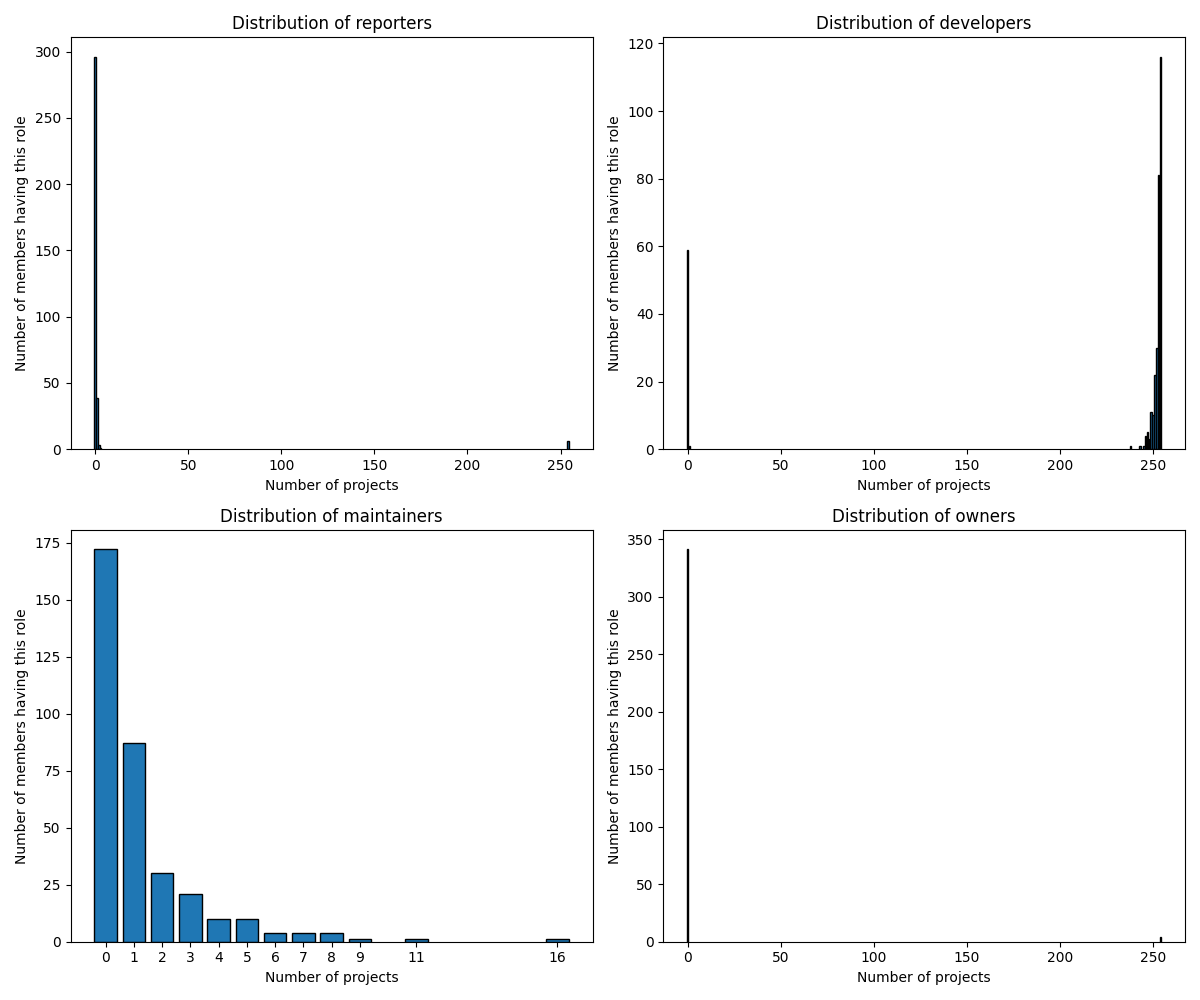 Distribution of reporters
Number of members having this role
300
250
200
150
100
50
0
0 50 100 150 200 250
Number of projects
Distribution of developers
Number of members having this role
120
100
80
60
40
20
0
0 50 100 150 200 250
Number of projects
Distribution of maintainers
Number of members having this role
175
150
125
100
75
50
25
0
0 1 2 3 4 5 6 7 8 9 11 16
Number of projects
Distribution of owners
Number of members having this role
350
300
250
200
150
100
50
0
0 50 100 150 200 250
Number of projects